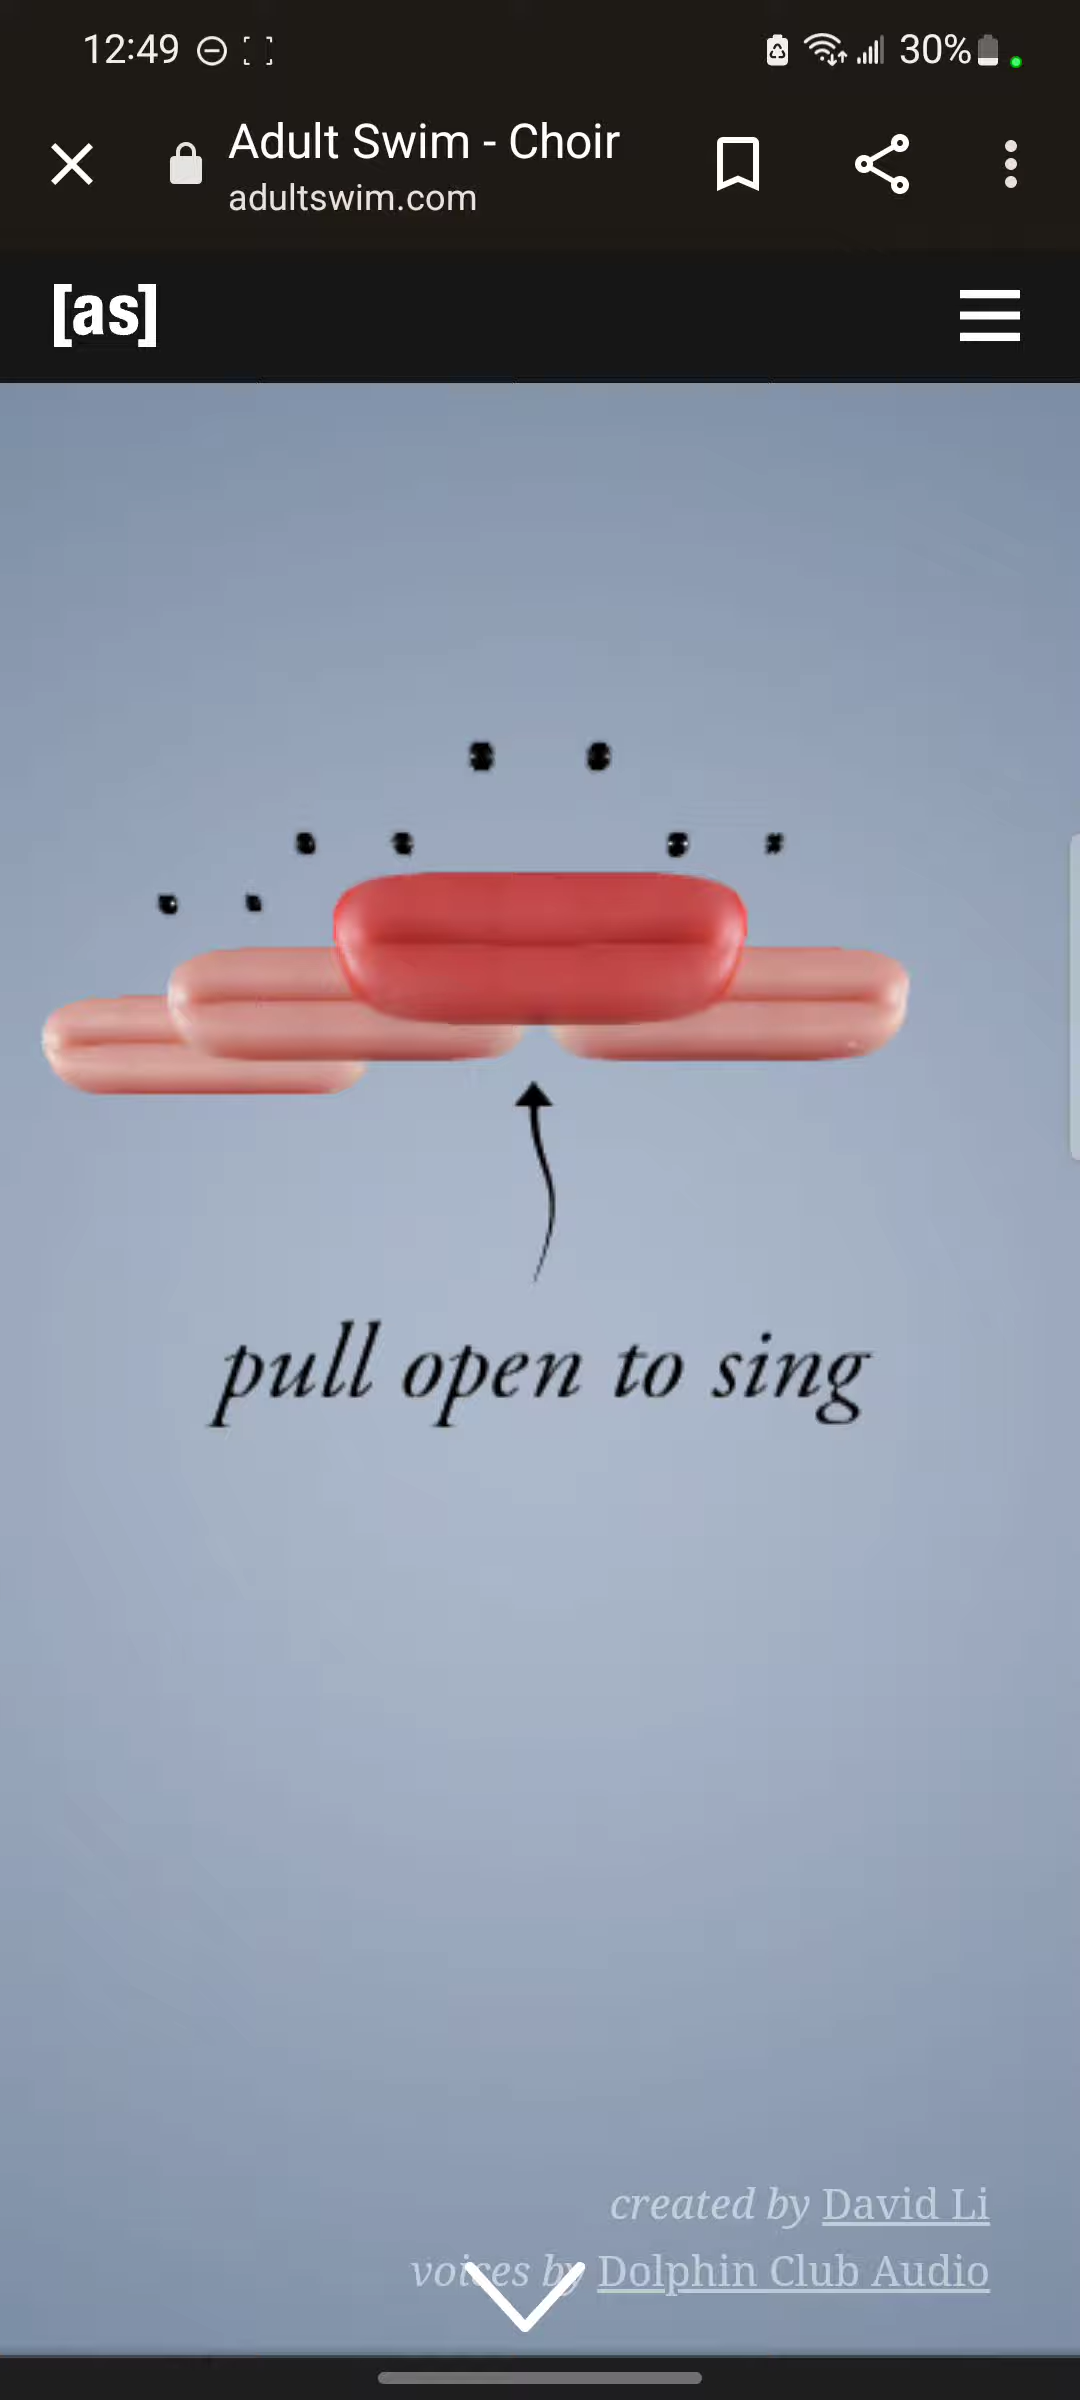 12:49
30%
Adult Swim - Choir
adultswim.com
[as]
pull open to sing
created by David Li
voices by Dolphin Club Audio